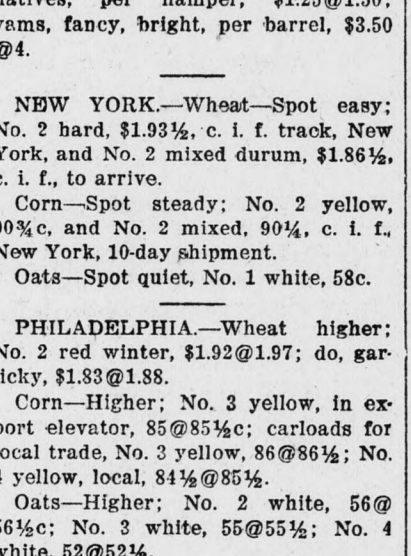 natives, per hamper, $1.25@1.50;
yams, fancy, bright, per barrel, $3.50
@4.
NEW YORK.—Wheat—Spot easy;
No. 2 hard, $1.93½, c. i. f. track, New
York, and No. 2 mixed durum, $1.86½,
c. i. f., to arrive.
Corn—Spot steady; No. 2 yellow,
90¾c, and No. 2 mixed, 90¼, c. i. f.,
New York, 10-day shipment.
Oats—Spot quiet, No. 1 white, 58c.
PHILADELPHIA.—Wheat higher;
No. 2 red winter, $1.92@1.97; do, gar-
licky, $1.83@1.88.
Corn—Higher; No. 3 yellow, in ex-
port elevator, 85@85½c; carloads for
local trade, No. 3 yellow, 86@86½; No.
4 yellow, local, 84½@85½.
Oats—Higher; No. 2 white, 56@
56½c; No. 3 white, 55@55½; No. 4
white, 52@52½.